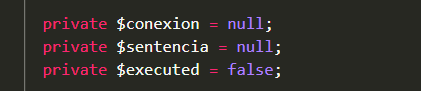 private $conexion = null;
private $sentencia = null;
private $executed = false;